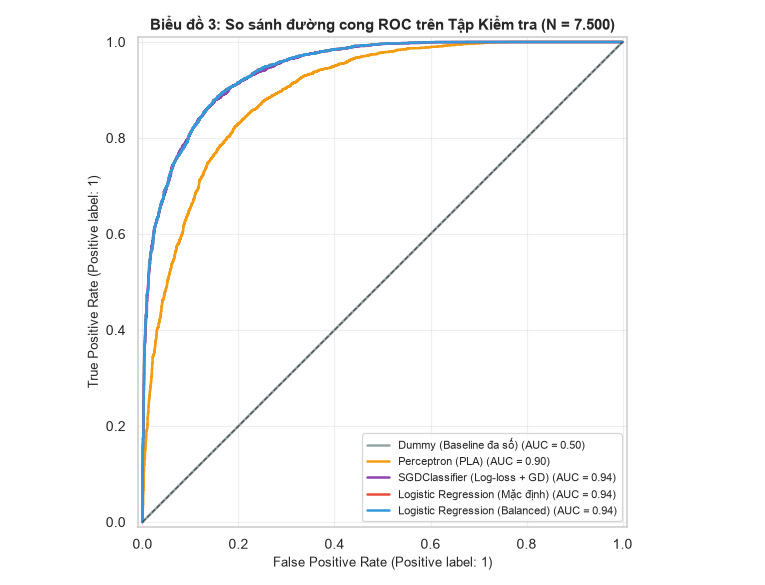 Biểu đồ 3: So sánh đường cong ROC trên Tập Kiểm tra (N = 7.500)
True Positive Rate (Positive label: 1)
1.0
0.8
0.6
0.4
0.2
0.0
Dummy (Baseline đa số) (AUC = 0.50)
Perceptron (PLA) (AUC = 0.90)
SGDClassifier (Log-loss + GD) (AUC = 0.94)
Logistic Regression (Mặc định) (AUC = 0.94)
Logistic Regression (Balanced) (AUC = 0.94)
0.0 0.2 0.4 0.6 0.8 1.0
False Positive Rate (Positive label: 1)